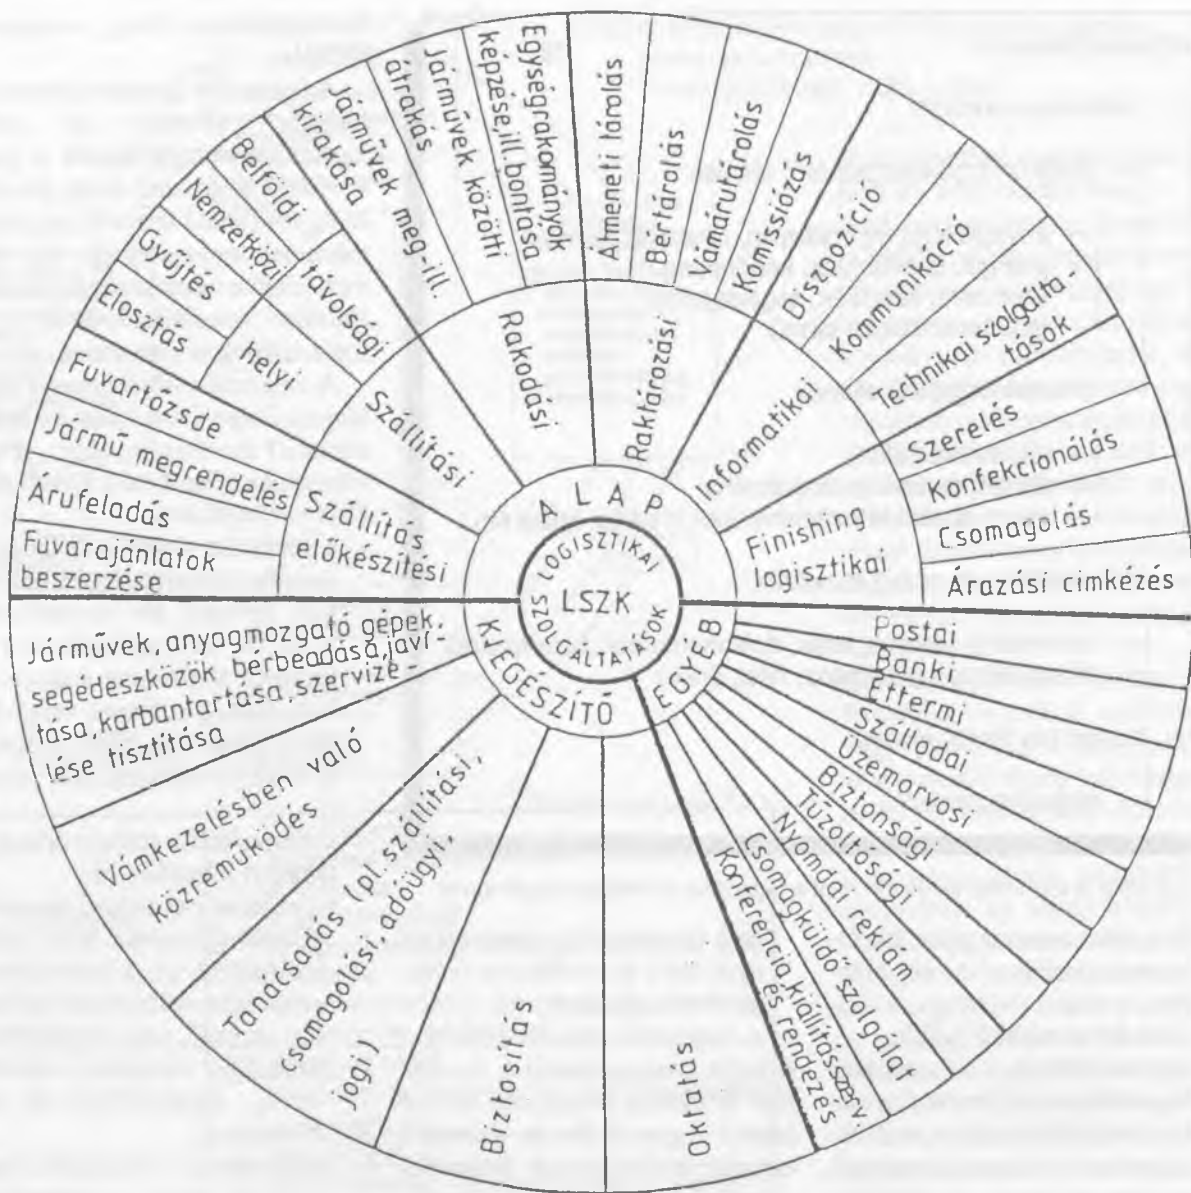 LSZK
LOGISZTIKAI
SZOLGÁLTATÁSOK
ALAP
Szállítás
előkészítési
Fuvarajánlatok
beszerzése
Árufeladás
Jármű megrendelés
Fuvartőzsde
Szállítási
helyi
Elosztás
Gyűjtés
távolsági
Nemzetközi
Belföldi
Rakodási
Járművek meg-ill.
kirakása
Járművek közötti
átrakás
Egységrakományok
képzése, ill. bontása
Raktározási
Átmeneti tárolás
Bértárolás
Vámárutárolás
Komissiózás
Informatikai
Diszpozíció
Kommunikáció
Finishing
logisztikai
Technikai szolgálta-
tások
Szerelés
Konfekcionálás
Csomagolás
Árazási cimkézés
EGYÉB
Postai
Banki
Éttermi
Szállodai
Üzemorvosi
Biztonsági
Tűzoltósági
Nyomdai reklám
Csomagküldő szolgálat
Konferencia, kiállításszerv.
és rendezés
KIEGÉSZÍTŐ
Oktatás
Biztosítás
Tanácsadás (pl. szállítási,
csomagolási, adóügyi,
jogi)
Vámkezelésben való
közreműködés
Járművek, anyagmozgató gépek,
segédeszközök bérbeadása, javí-
tása, karbantartása, szervize-
lése tisztítása